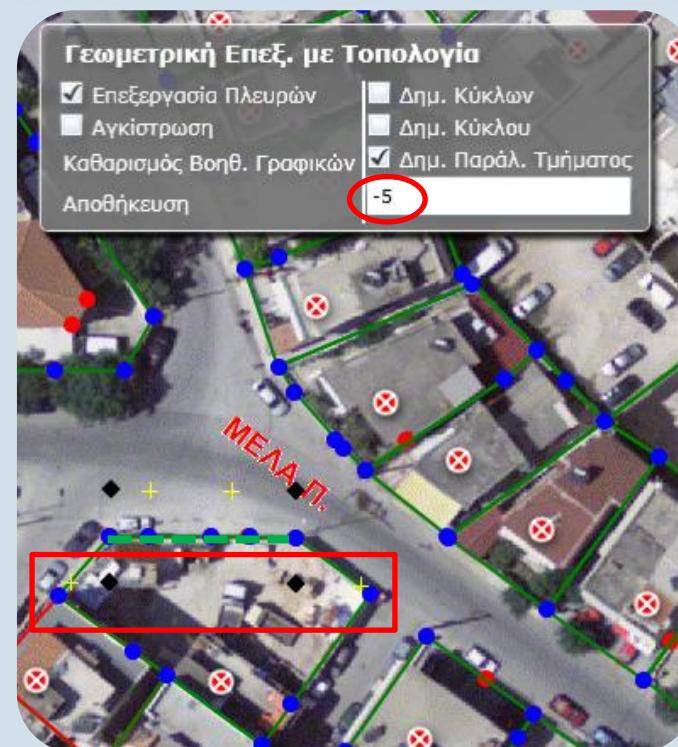 Γεωμετρική Επεξ. με Τοπολογία
Επεξεργασία Πλευρών
Δημ. Κύκλων
Αγκίστρωση
Δημ. Κύκλου
Καθαρισμός Βοηθ. Γραφικών
Δημ. Παράλ. Τμήματος
Αποθήκευση
-5
ΜΕΛΑ Π.